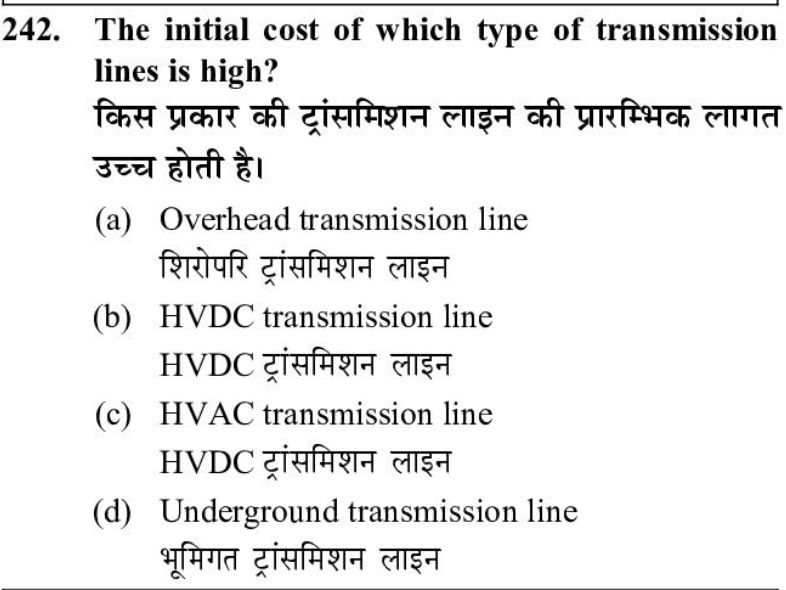 242. The initial cost of which type of transmission
lines is high?
किस प्रकार की ट्रांसमिशन लाइन की प्रारम्भिक लागत
उच्च होती है।
(a) Overhead transmission line
शिरोपरि ट्रांसमिशन लाइन
(b) HVDC transmission line
HVDC ट्रांसमिशन लाइन
(c) HVAC transmission line
HVDC ट्रांसमिशन लाइन
(d) Underground transmission line
भूमिगत ट्रांसमिशन लाइन